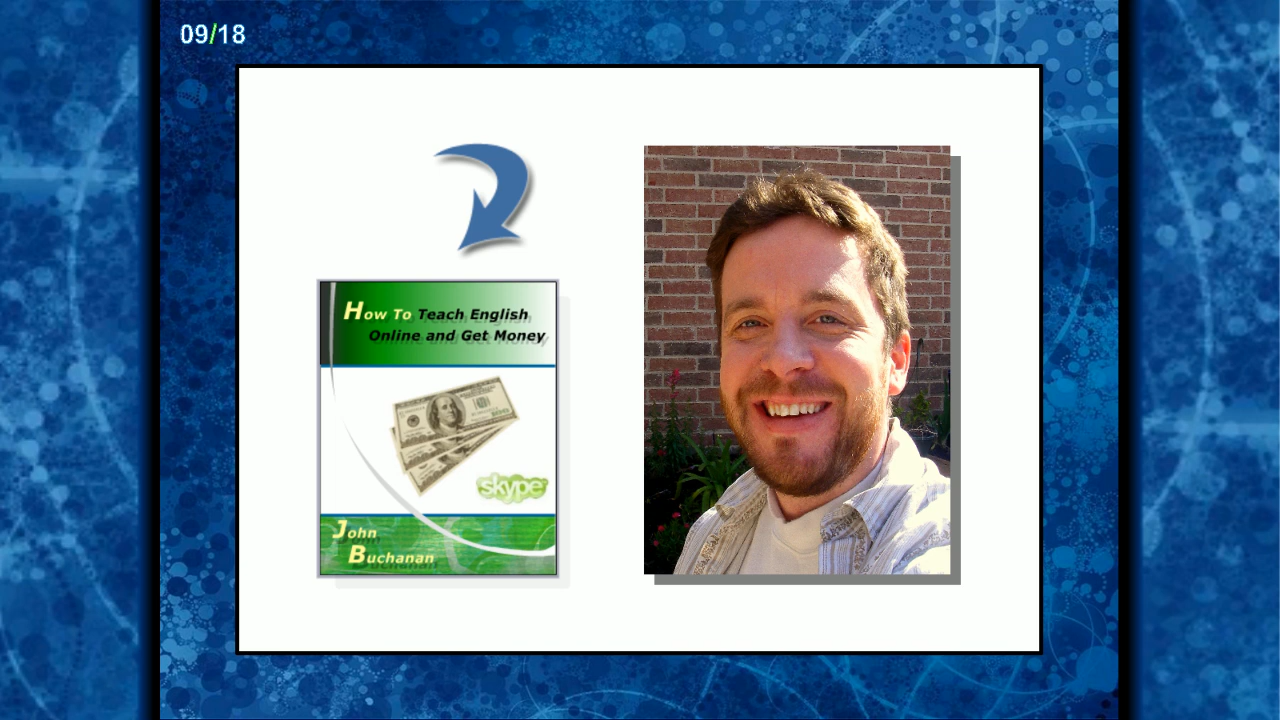 09/18
How To Teach English
Online and Get Money
skype
John
Buchanan